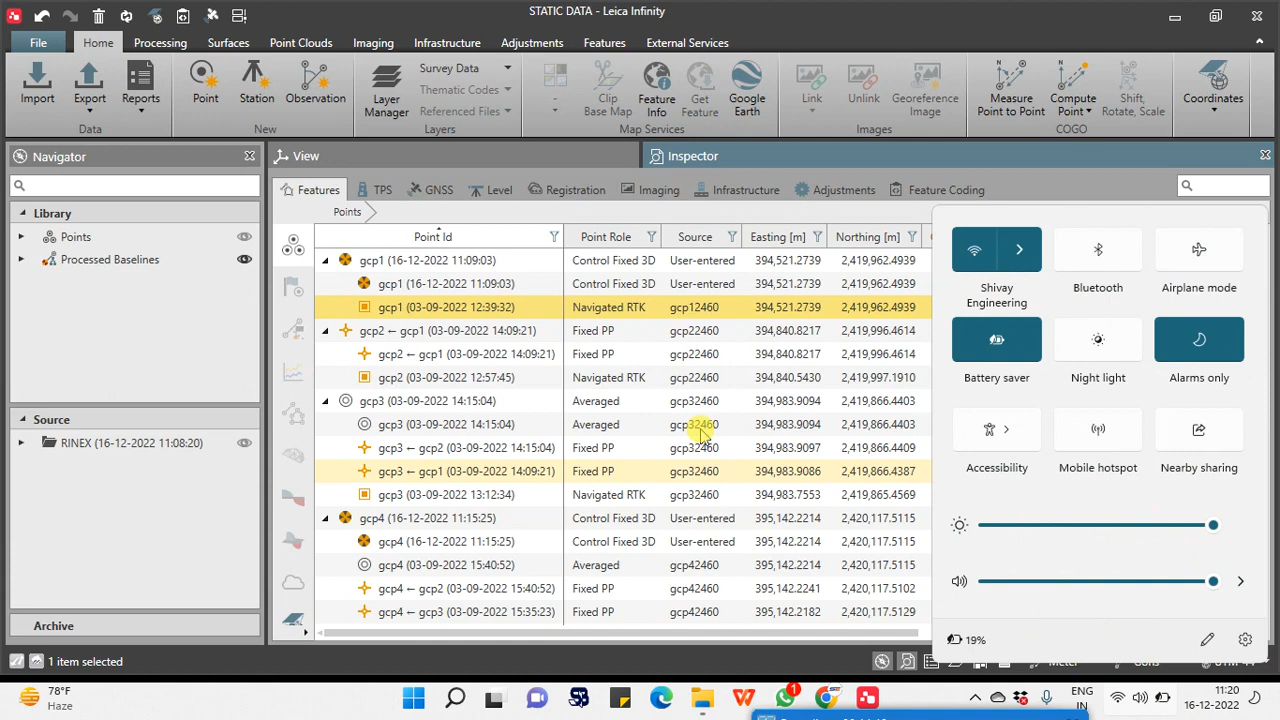 STATIC DATA - Leica Infinity
File Home Processing Surfaces Point Clouds Imaging Infrastructure Adjustments Features External Services
Import Export Reports Point Station Observation Layer Manager Survey Data Thematic Codes Referenced Files - Clip Base Map Feature Info Get Feature Google Earth Link Unlink Georeference Image Measure Point to Point Compute Point Shift, Rotate, Scale Coordinates
Data New Layers Map Services Images COGO
Navigator View Inspector
Features TPS GNSS Level Registration Imaging Infrastructure Adjustments Feature Coding
Points
Library
Points
Processed Baselines
Source
RINEX (16-12-2022 11:08:20)
Archive
Point Id Point Role Source Easting [m] Northing [m]
gcp1 (16-12-2022 11:09:03) Control Fixed 3D User-entered 394,521.2739 2,419,962.4939
gcp1 (16-12-2022 11:09:03) Control Fixed 3D User-entered 394,521.2739 2,419,962.4939
gcp1 (03-09-2022 12:39:32) Navigated RTK gcp12460 394,521.2739 2,419,962.4939
gcp2 ← gcp1 (03-09-2022 14:09:21) Fixed PP gcp22460 394,840.8217 2,419,996.4614
gcp2 ← gcp1 (03-09-2022 14:09:21) Fixed PP gcp22460 394,840.8217 2,419,996.4614
gcp2 (03-09-2022 12:57:45) Navigated RTK gcp22460 394,840.5430 2,419,997.1910
gcp3 (03-09-2022 14:15:04) Averaged gcp32460 394,983.9094 2,419,866.4403
gcp3 (03-09-2022 14:15:04) Averaged gcp32460 394,983.9094 2,419,866.4403
gcp3 ← gcp2 (03-09-2022 14:15:04) Fixed PP gcp32460 394,983.9097 2,419,866.4409
gcp3 ← gcp1 (03-09-2022 14:09:21) Fixed PP gcp32460 394,983.9086 2,419,866.4387
gcp3 (03-09-2022 13:12:34) Navigated RTK gcp32460 394,983.7553 2,419,865.4569
gcp4 (16-12-2022 11:15:25) Control Fixed 3D User-entered 395,142.2214 2,420,117.5115
gcp4 (16-12-2022 11:15:25) Control Fixed 3D User-entered 395,142.2214 2,420,117.5115
gcp4 (03-09-2022 15:40:52) Averaged gcp42460 395,142.2214 2,420,117.5115
gcp4 ← gcp2 (03-09-2022 15:40:52) Fixed PP gcp42460 395,142.2241 2,420,117.5102
gcp4 ← gcp3 (03-09-2022 15:35:23) Fixed PP gcp42460 395,142.2182 2,420,117.5129
Shivay Engineering Bluetooth Airplane mode
Battery saver Night light Alarms only
Accessibility Mobile hotspot Nearby sharing
19%
1 item selected
78°F
Haze
1
ENG
IN
11:20
16-12-2022